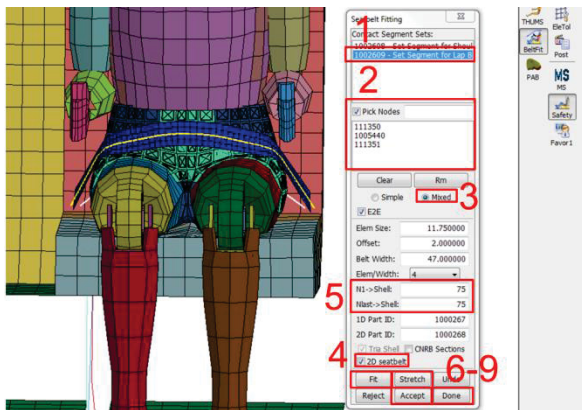 Seatbelt Fitting
Contact Segment Sets:
1
1002608 - Set Segment for Shoul
1002609 - Set Segment for Lap B
2
Pick Nodes
111350
1005440
111351
Clear Rm
Simple Mixed 3
E2E
Elem Size: 11.750000
Offset: 2.000000
Belt Width: 47.000000
Elem/Width: 4
5
N1->Shell: 75
Nlast->Shell: 75
1D Part ID: 1000267
2D Part ID: 1000268
Tria Shell CNRB Sections
4 2D seatbelt 6-9
Fit Stretch Undo
Reject Accept Done
THUMS
BeltFit
PAB
EleTol
Post
MS
MS
Safety
Favor1